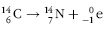 ¹⁴₆C → ¹⁴₇N + ⁰₋₁e